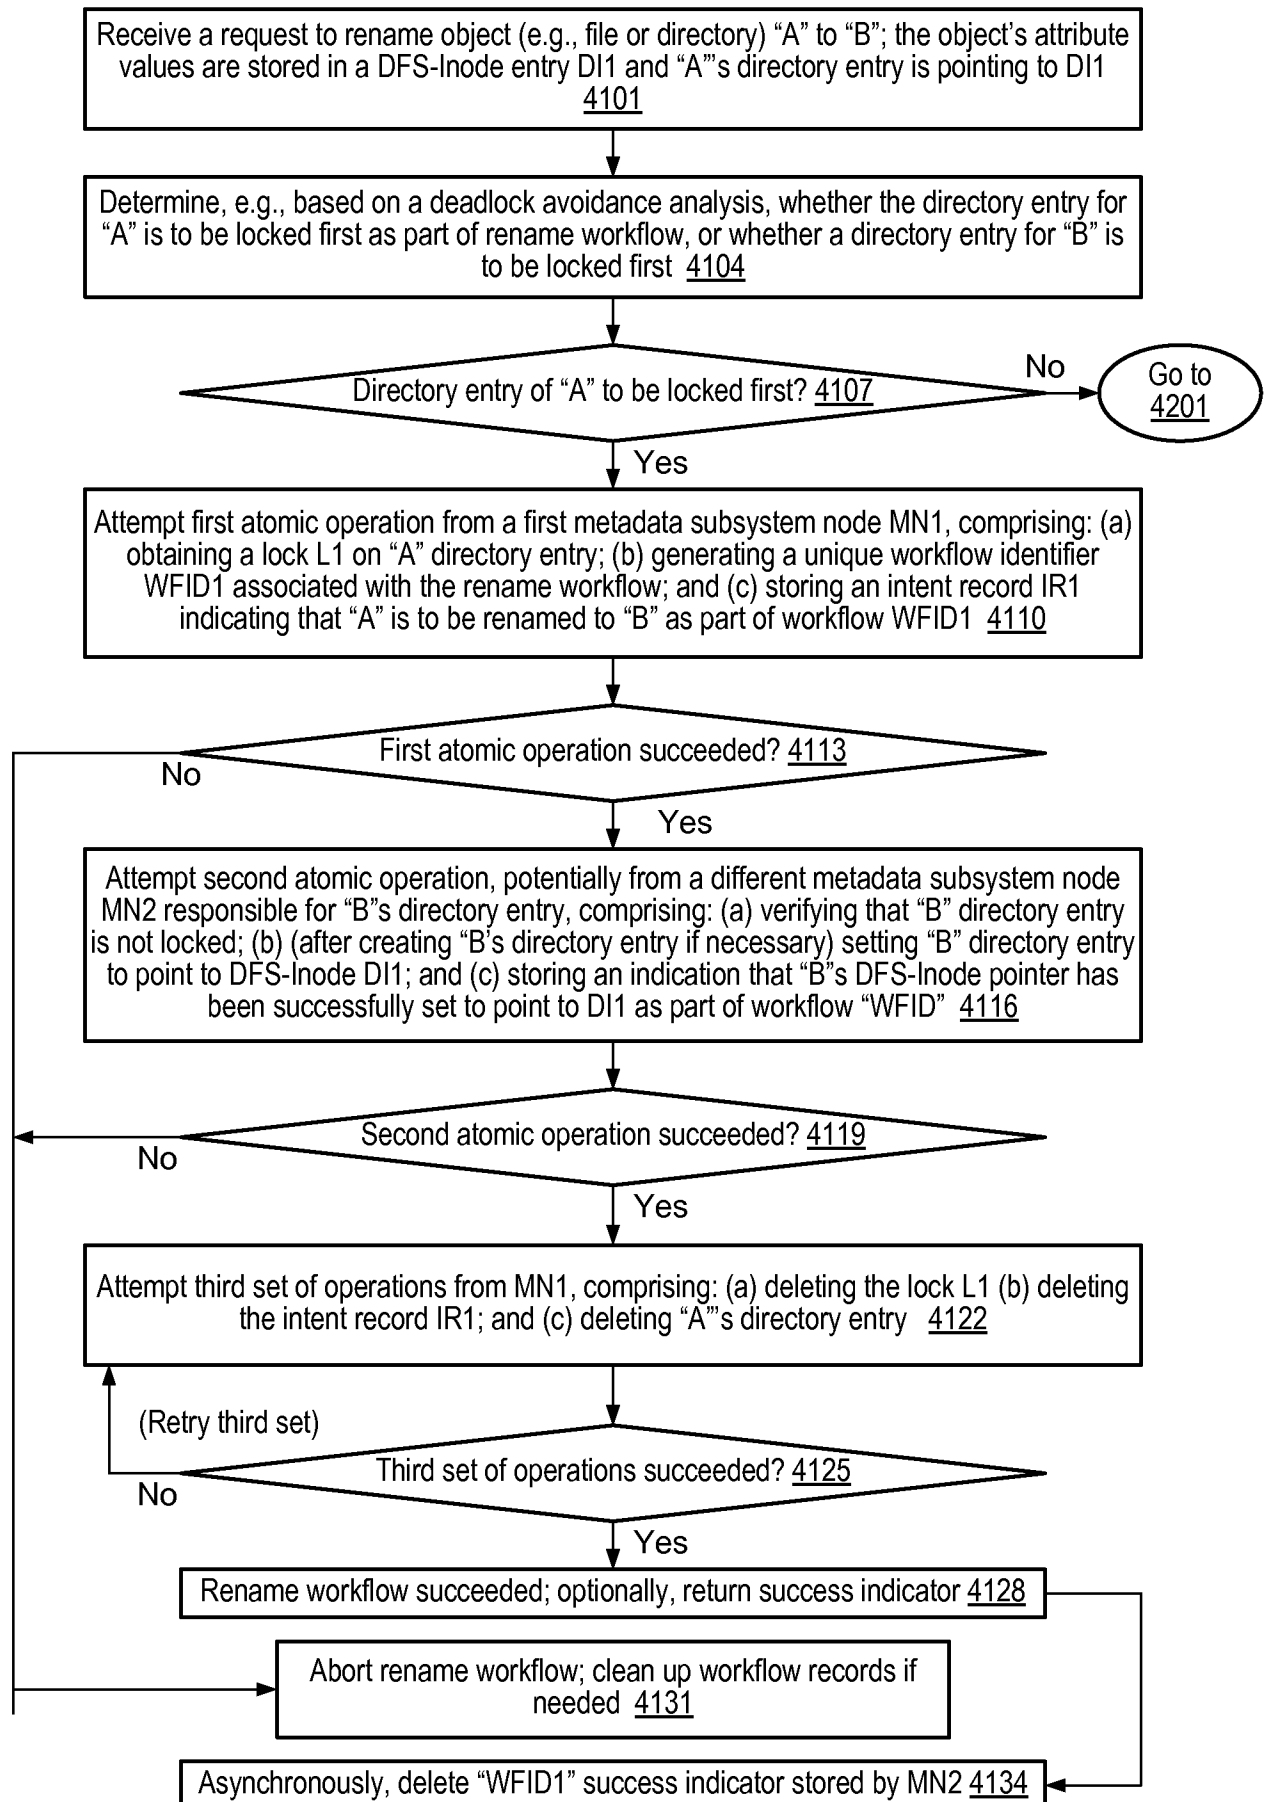 Receive a request to rename object (e.g., file or directory) “A” to “B”; the object’s attribute
values are stored in a DFS-Inode entry DI1 and “A”’s directory entry is pointing to DI1
4101
Determine, e.g., based on a deadlock avoidance analysis, whether the directory entry for
“A” is to be locked first as part of rename workflow, or whether a directory entry for “B” is
to be locked first 4104
Directory entry of “A” to be locked first? 4107
No
Go to
4201
Yes
Attempt first atomic operation from a first metadata subsystem node MN1, comprising: (a)
obtaining a lock L1 on “A” directory entry; (b) generating a unique workflow identifier
WFID1 associated with the rename workflow; and (c) storing an intent record IR1
indicating that “A” is to be renamed to “B” as part of workflow WFID1 4110
First atomic operation succeeded? 4113
No
Yes
Attempt second atomic operation, potentially from a different metadata subsystem node
MN2 responsible for “B”s directory entry, comprising: (a) verifying that “B” directory entry
is not locked; (b) (after creating “B’s directory entry if necessary) setting “B” directory entry
to point to DFS-Inode DI1; and (c) storing an indication that “B”s DFS-Inode pointer has
been successfully set to point to DI1 as part of workflow “WFID” 4116
Second atomic operation succeeded? 4119
No
Yes
Attempt third set of operations from MN1, comprising: (a) deleting the lock L1 (b) deleting
the intent record IR1; and (c) deleting “A”’s directory entry 4122
(Retry third set)
Third set of operations succeeded? 4125
No
Yes
Rename workflow succeeded; optionally, return success indicator 4128
Abort rename workflow; clean up workflow records if
needed 4131
Asynchronously, delete “WFID1” success indicator stored by MN2 4134